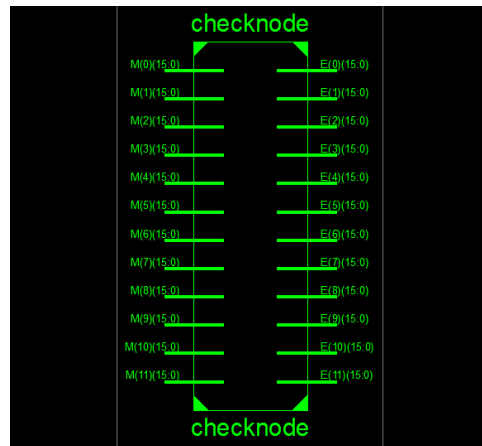 checknode
M(0)(15:0) E(0)(15:0)
M(1)(15:0) E(1)(15:0)
M(2)(15:0) E(2)(15:0)
M(3)(15:0) E(3)(15:0)
M(4)(15:0) E(4)(15:0)
M(5)(15:0) E(5)(15:0)
M(6)(15:0) E(6)(15:0)
M(7)(15:0) E(7)(15:0)
M(8)(15:0) E(8)(15:0)
M(9)(15:0) E(9)(15:0)
M(10)(15:0) E(10)(15:0)
M(11)(15:0) E(11)(15:0)
checknode